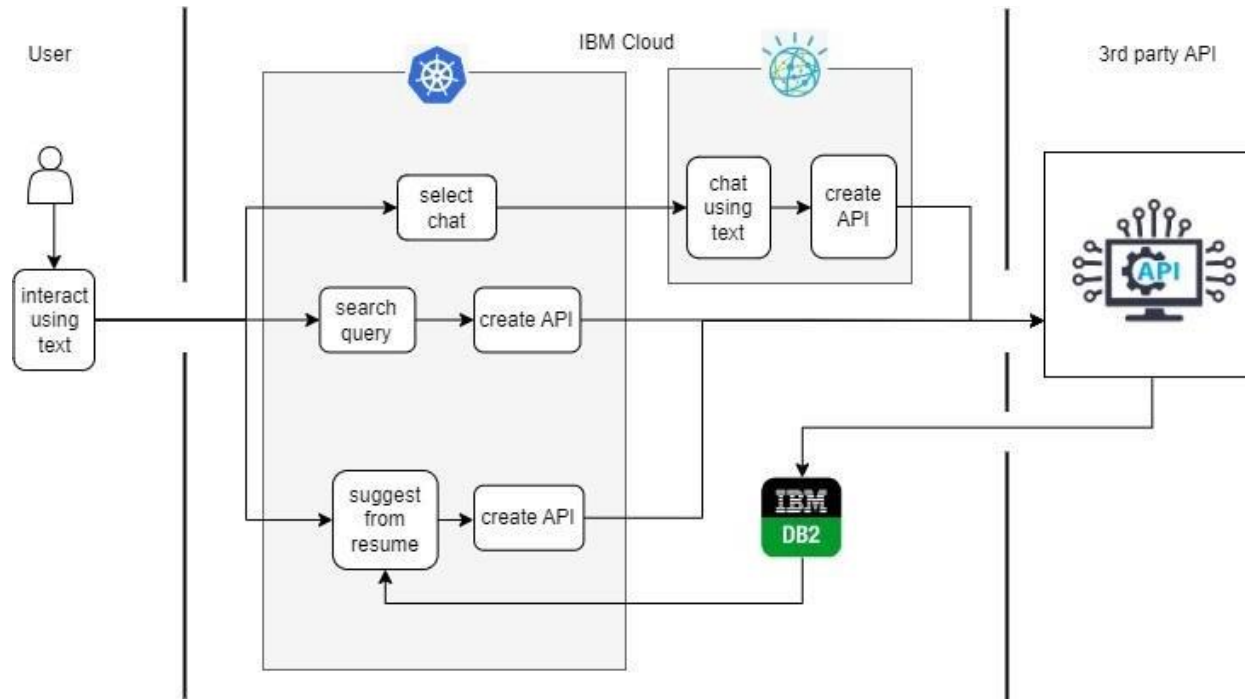 User
IBM Cloud
3rd party API
select
chat
chat
using
text
create
API
interact
using
text
search
query
create API
API
suggest
from
resume
create API
IBM
DB2